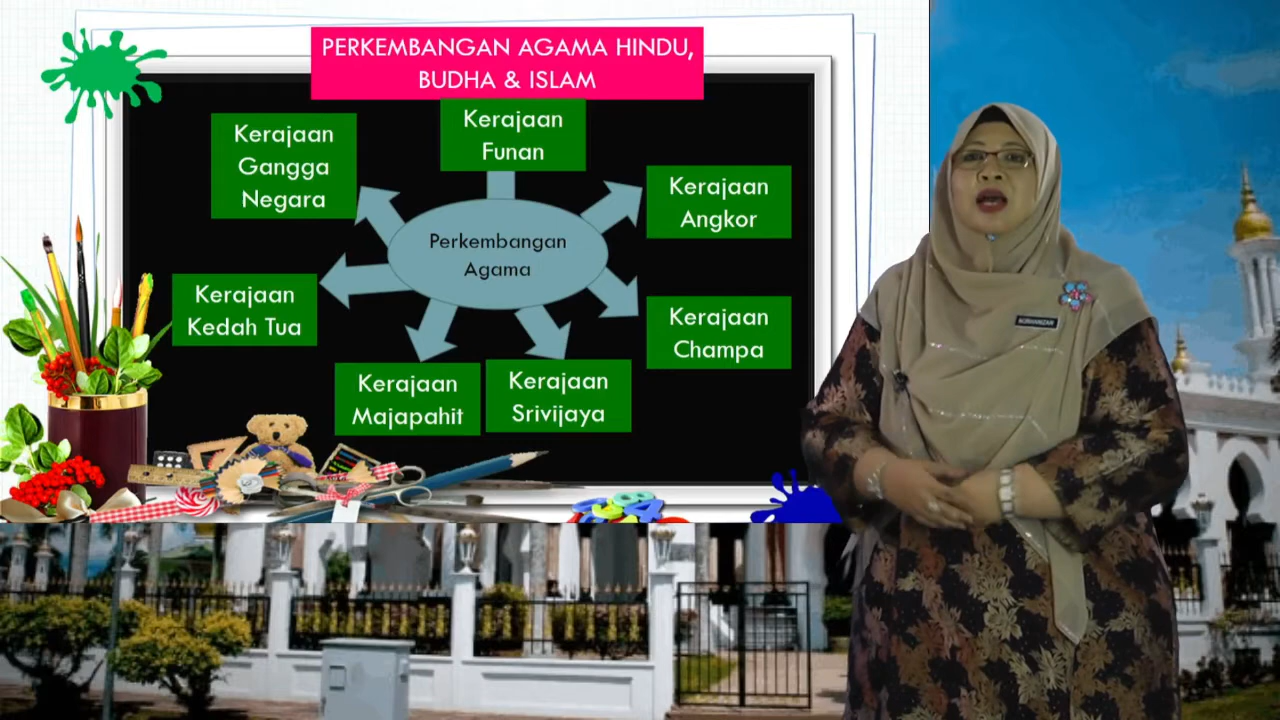 PERKEMBANGAN AGAMA HINDU,
BUDHA & ISLAM
Kerajaan
Funan
Kerajaan
Gangga
Negara
Kerajaan
Angkor
Perkembangan
Agama
Kerajaan
Kedah Tua
Kerajaan
Champa
Kerajaan
Majapahit
Kerajaan
Srivijaya